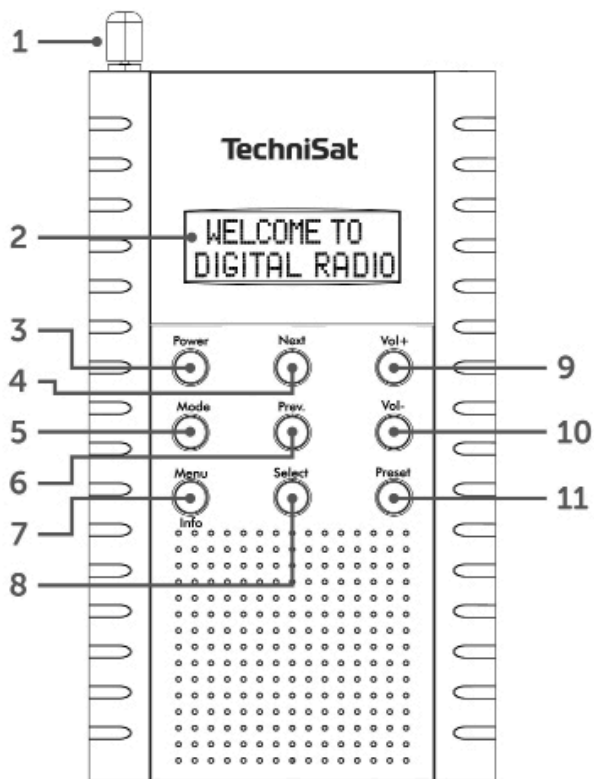 1
TechniSat
2
WELCOME TO
DIGITAL RADIO
3
Power Next Vol+
4
9
5
Mode Prev. Vol-
10
6
Menu Select Preset
7
11
Info
8